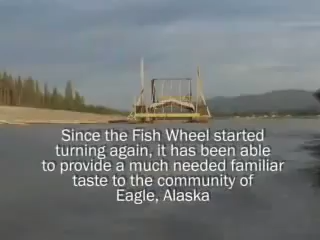 Since the Fish Wheel started
turning again, it has been able
to provide a much needed familiar
taste to the community of
Eagle, Alaska